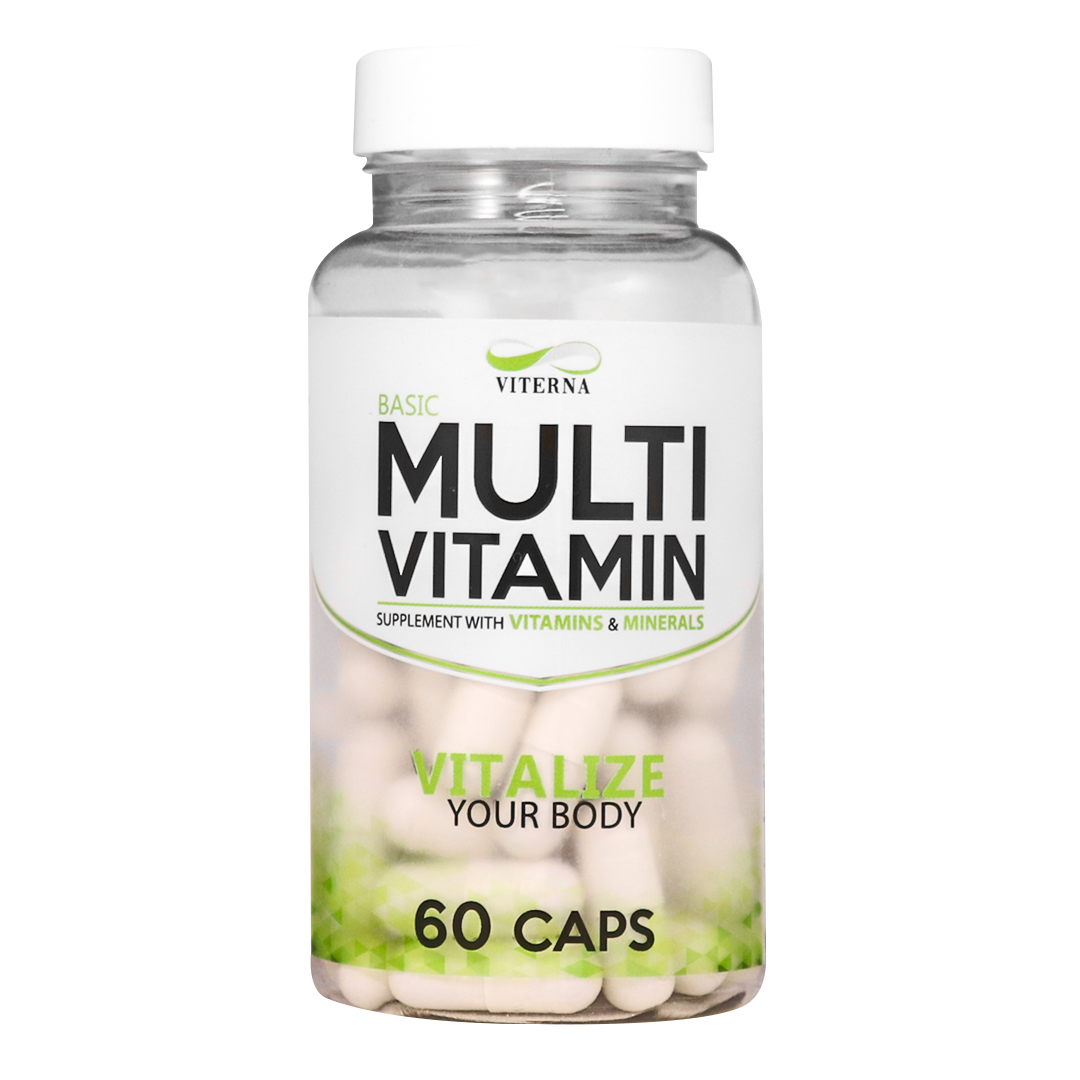 VITERNA
BASIC
MULTI
VITAMIN
SUPPLEMENT WITH VITAMINS & MINERALS
VITALIZE
YOUR BODY
60 CAPS